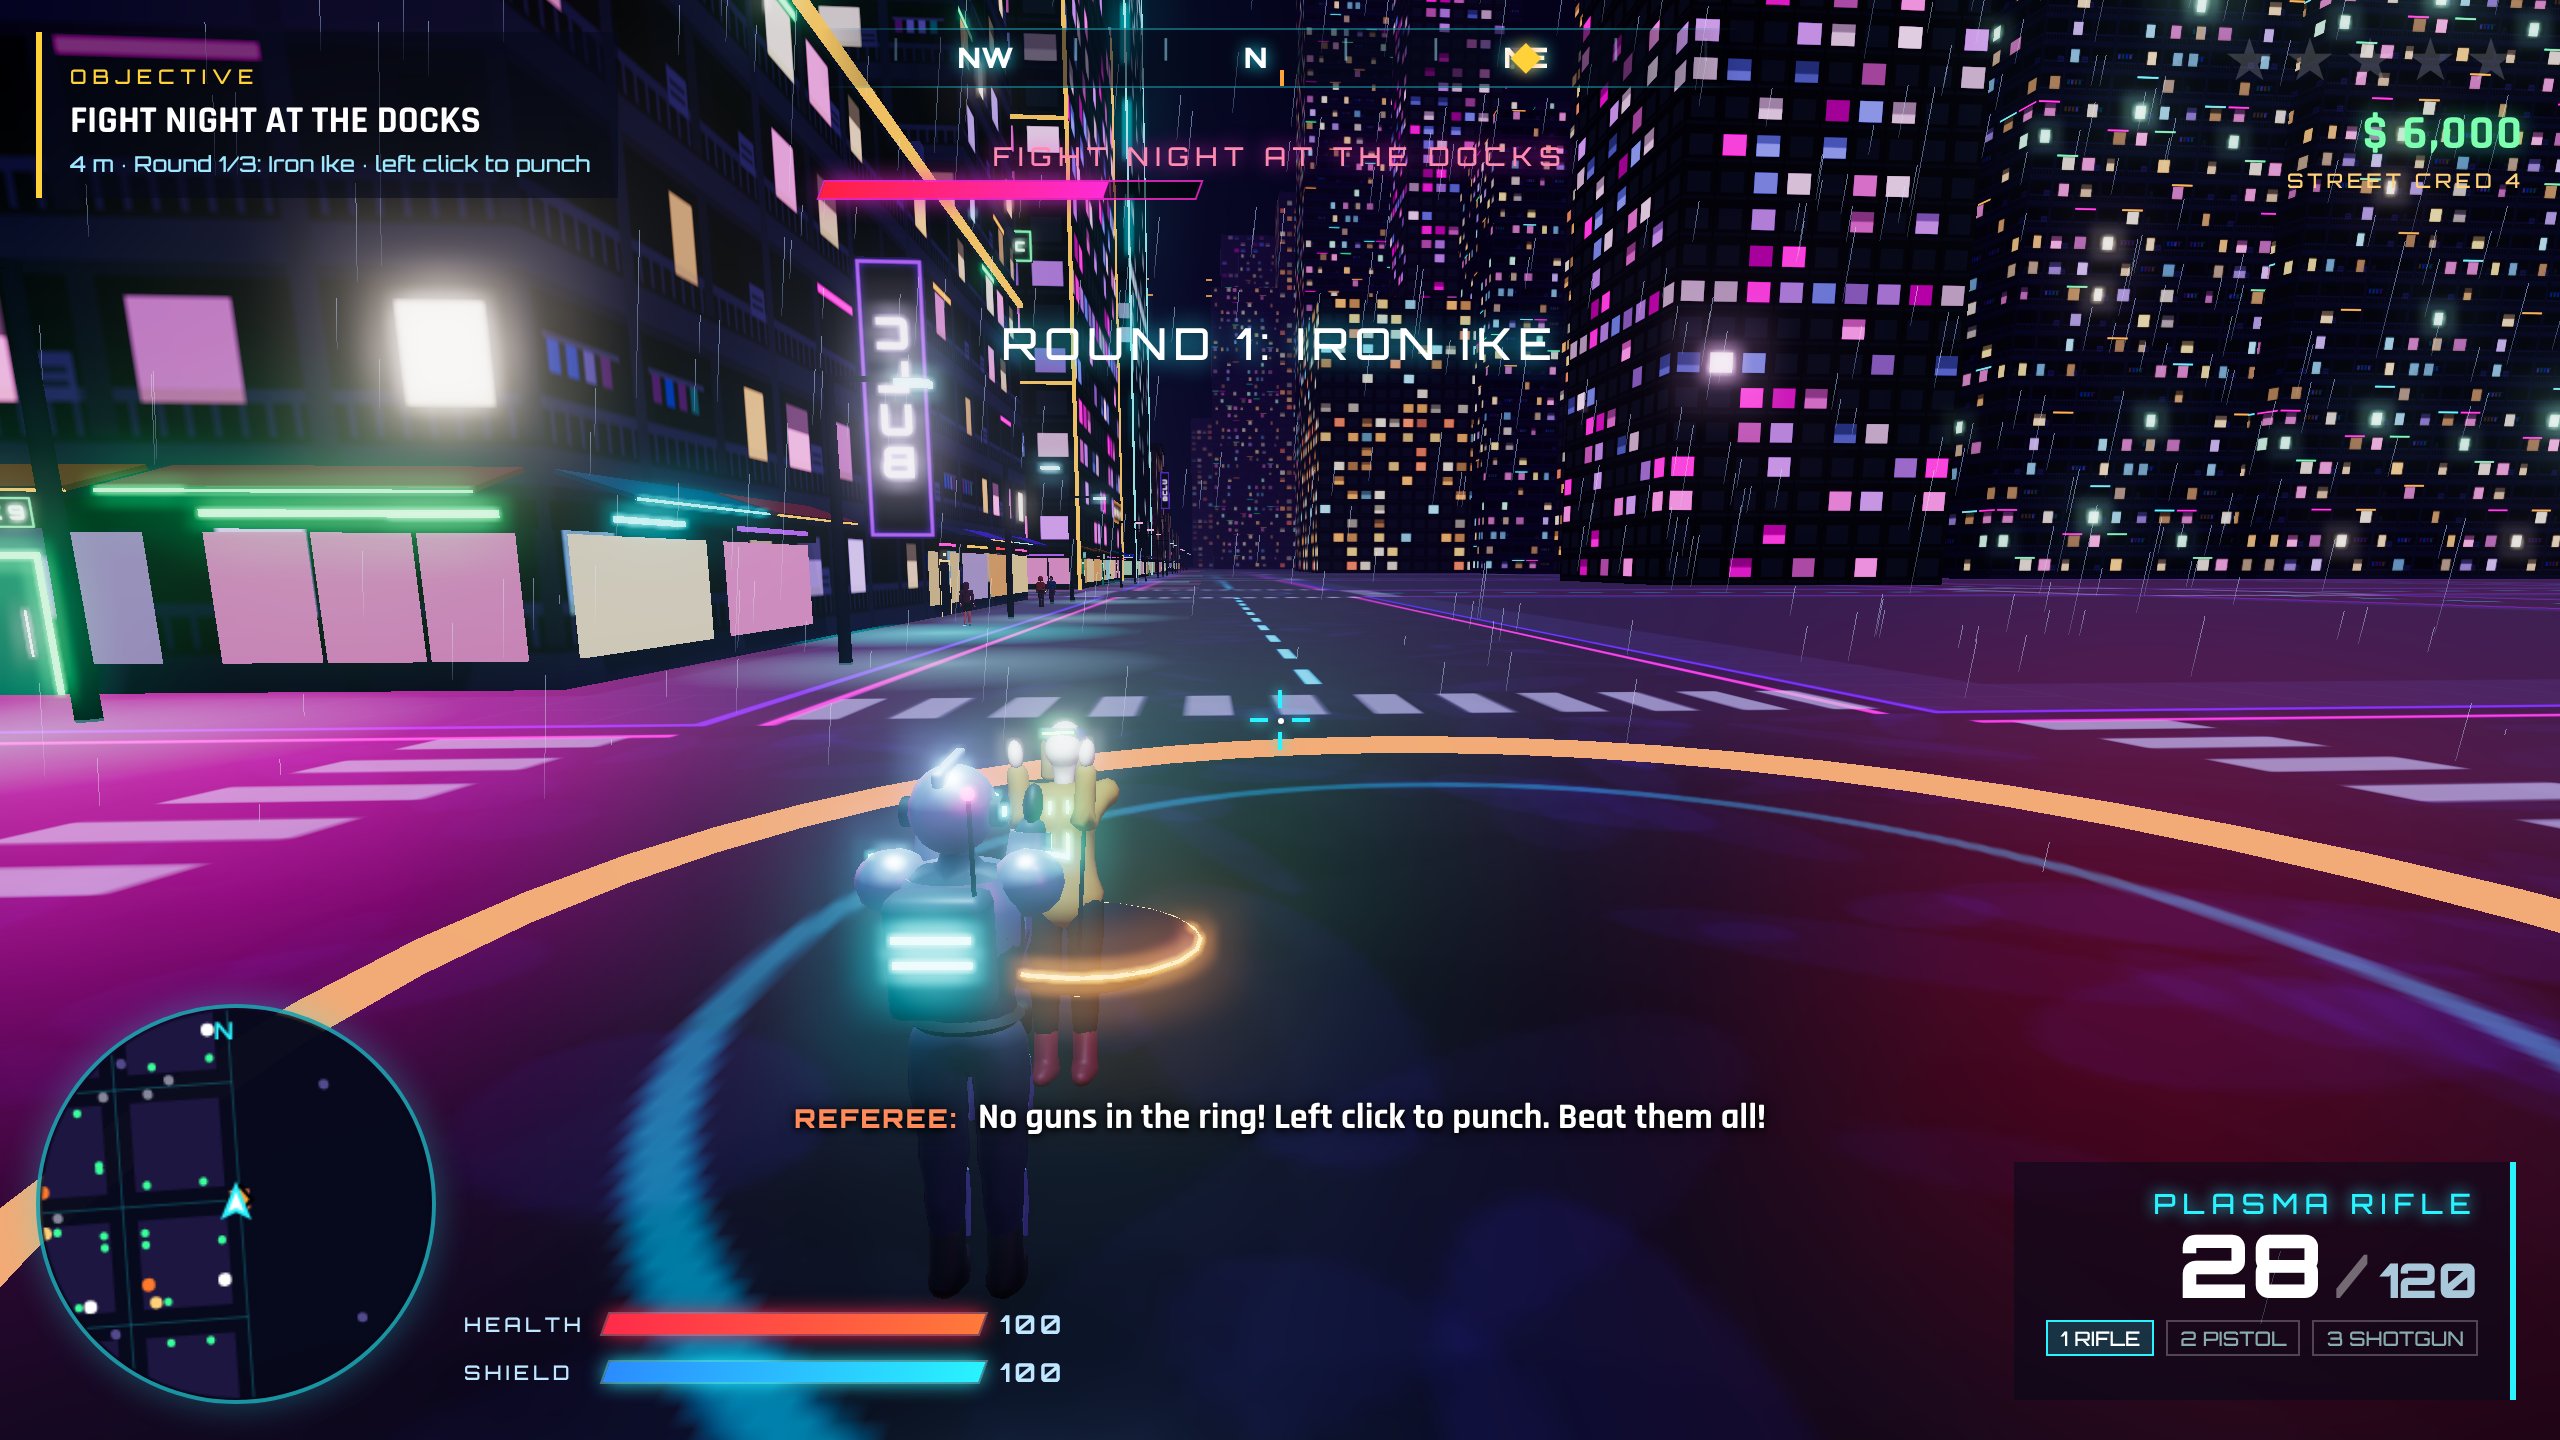 OBJECTIVE
FIGHT NIGHT AT THE DOCKS
4 m · Round 1/3: Iron Ike · left click to punch
NW N NE
FIGHT NIGHT AT THE DOCKS
$ 6,000
STREET CRED 4
ROUND 1: IRON IKE
N
REFEREE: No guns in the ring! Left click to punch. Beat them all!
HEALTH 100
SHIELD 100
PLASMA RIFLE
28 / 120
1 RIFLE 2 PISTOL 3 SHOTGUN